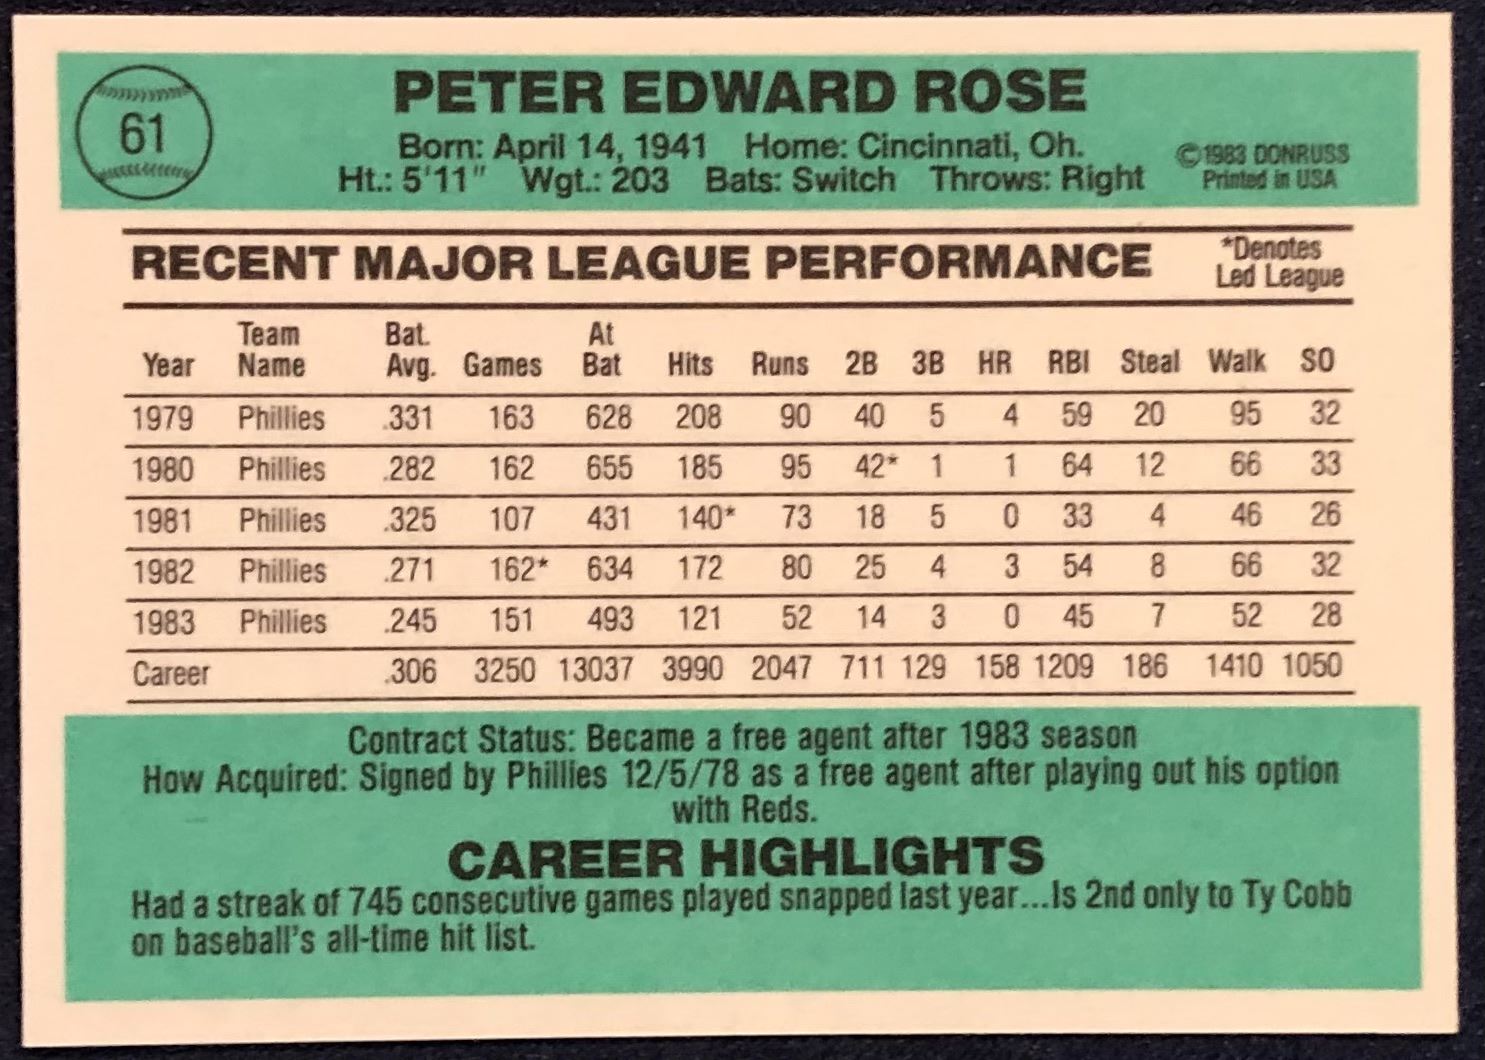 61
PETER EDWARD ROSE
Born: April 14, 1941 Home: Cincinnati, Oh.
Ht.: 5'11" Wgt.: 203 Bats: Switch Throws: Right
©1983 DONRUSS
Printed in USA
RECENT MAJOR LEAGUE PERFORMANCE
*Denotes
Led League
Year Team Name Bat. Avg. Games At Bat Hits Runs 2B 3B HR RBI Steal Walk SO
1979 Phillies .331 163 628 208 90 40 5 4 59 20 95 32
1980 Phillies .282 162 655 185 95 42* 1 1 64 12 66 33
1981 Phillies .325 107 431 140* 73 18 5 0 33 4 46 26
1982 Phillies .271 162* 634 172 80 25 4 3 54 8 66 32
1983 Phillies .245 151 493 121 52 14 3 0 45 7 52 28
Career .306 3250 13037 3990 2047 711 129 158 1209 186 1410 1050
Contract Status: Became a free agent after 1983 season
How Acquired: Signed by Phillies 12/5/78 as a free agent after playing out his option
with Reds.
CAREER HIGHLIGHTS
Had a streak of 745 consecutive games played snapped last year...Is 2nd only to Ty Cobb
on baseball's all-time hit list.